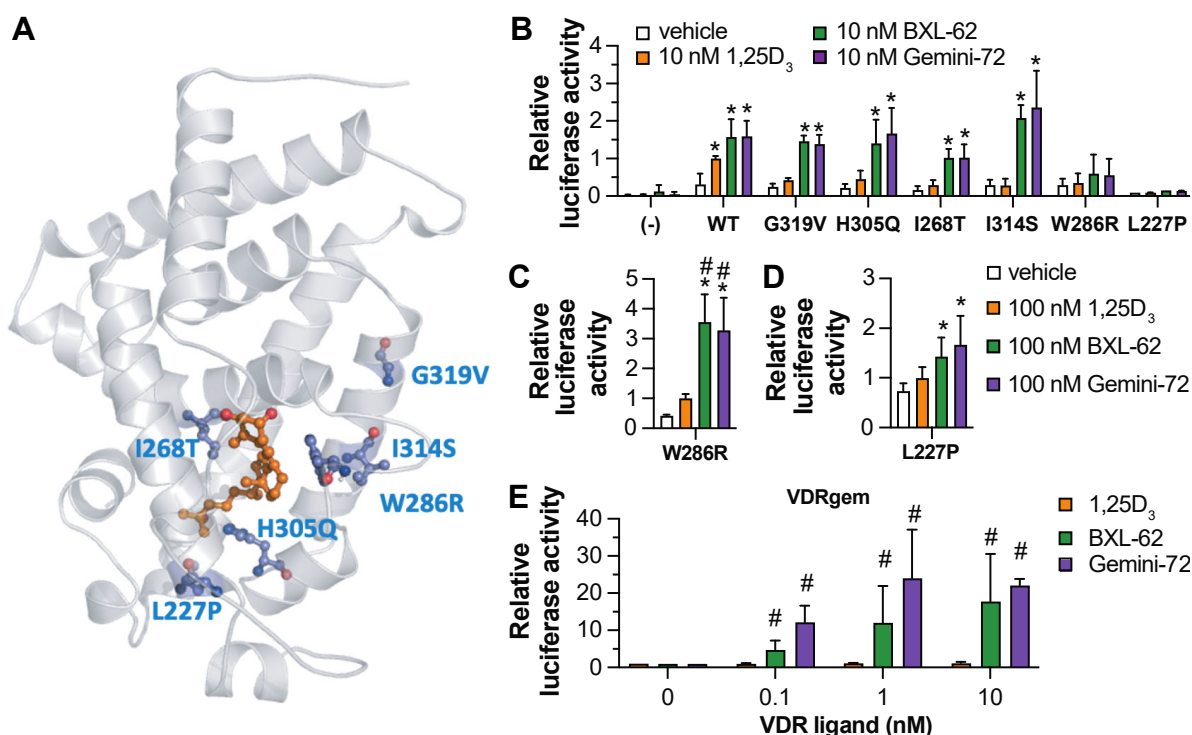 A
G319V
I268T
I314S
W286R
H305Q
L227P
B
vehicle
10 nM 1,25D₃
10 nM BXL-62
10 nM Gemini-72
Relative
luciferase activity
4
3
2
1
0
* * * * * * * * * * *
(-) WT G319V H305Q I268T I314S W286R L227P
C
Relative
luciferase
activity
5
4
3
2
1
0
# #
* *
W286R
D
Relative
luciferase
activity
3
2
1
0
* *
L227P
vehicle
100 nM 1,25D₃
100 nM BXL-62
100 nM Gemini-72
E
VDRgem
Relative
luciferase activity
40
30
20
10
0
# # # # # #
0 0.1 1 10
VDR ligand (nM)
1,25D₃
BXL-62
Gemini-72